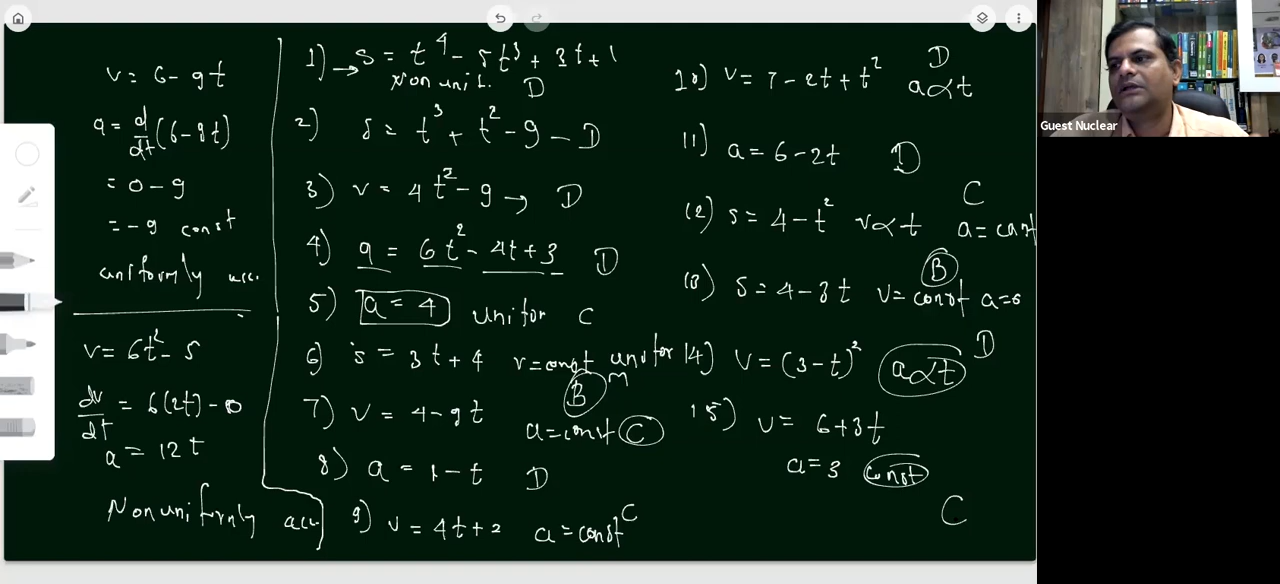 v = 6 - 9t
a = d/dt (6 - 9t)
= 0 - 9
= -9 const
uniformly acc.
v = 6t² - 5
dv/dt = 6(2t) - 0
a = 12t
Nonuniformly acc
1) → s = t⁴ - 5t³ + 3t + 1
Non uni. D
2) s = t³ + t² - 9 - D
3) v = 4t² - 9 → D
4) a = 6t² - 4t + 3 D
5) a = 4 unifor C
6) s = 3t + 4 v = const uniform
B
7) v = 4 - 9t a = const C
8) a = 1 - t D
9) v = 4t + 2 a = const C
10) v = 7 - 2t + t² a∝t D
11) a = 6 - 2t D
12) s = 4 - t² v∝t a = const C
13) s = 4 - 3t v = const a = 0 B
14) v = (3 - t)² a∝t D
15) v = 6 + 3t
a = 3 const
C
Guest Nuclear